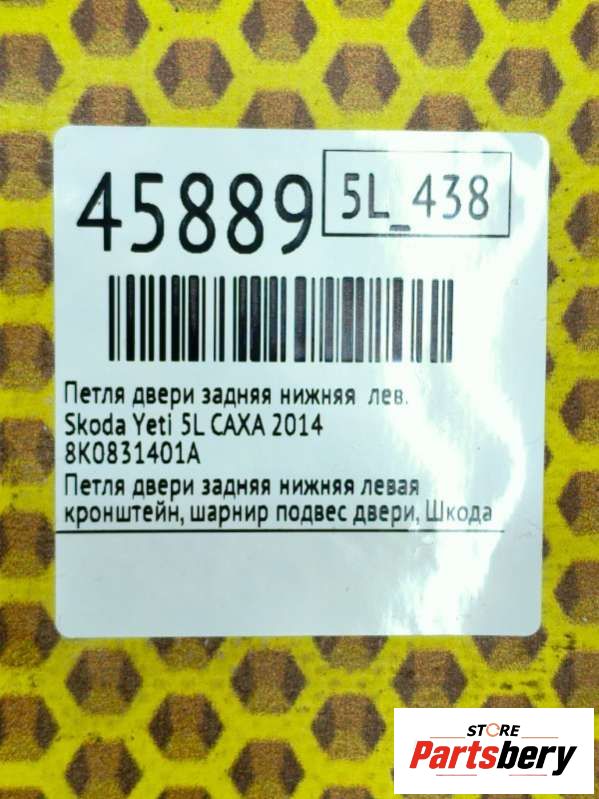 45889
5L_438
Петля двери задняя нижняя лев.
Skoda Yeti 5L CAXA 2014
8K0831401A
Петля двери задняя нижняя левая
кронштейн, шарнир подвес двери, Шкода
STORE
Partsbery